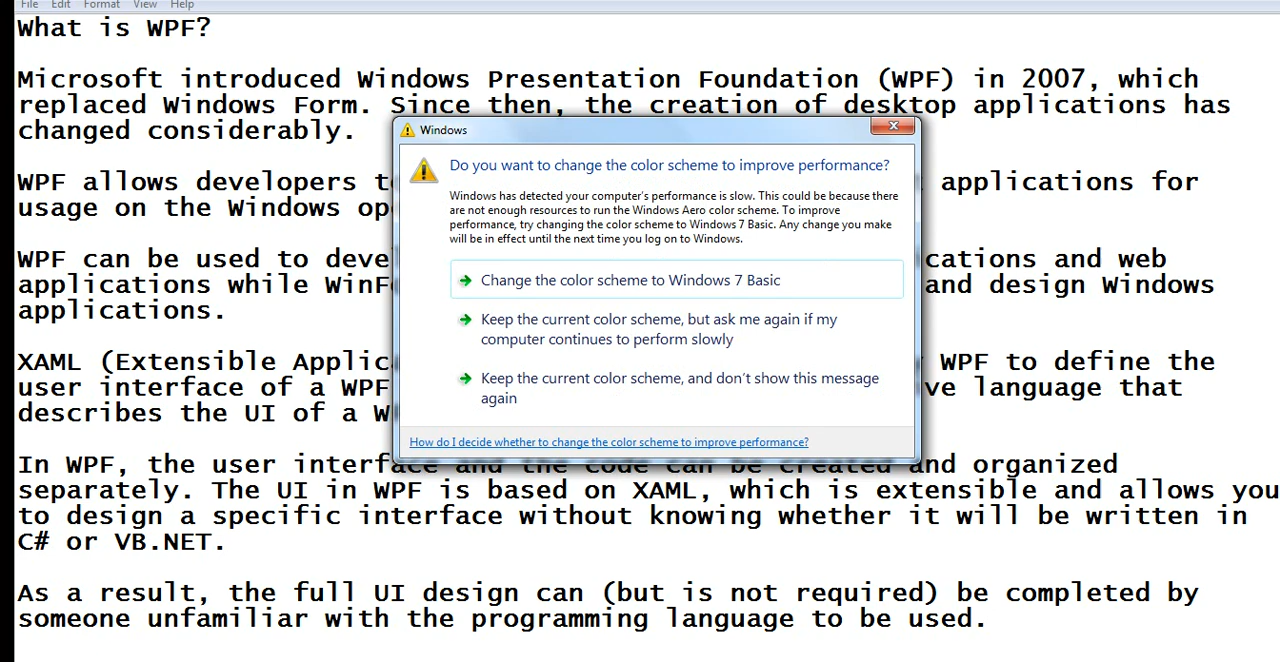 File Edit Format View Help
What is WPF?
Microsoft introduced Windows Presentation Foundation (WPF) in 2007, which
replaced Windows Form. Since then, the creation of desktop applications has
changed considerably.
WPF allows developers applications for
usage on the Windows
WPF can be used to cations and web
applications while and design Windows
applications.
XAML (Extensible WPF to define the
user interface of a WPF language that
describes the UI of a
In WPF, the user interface and the code can be created and organized
separately. The UI in WPF is based on XAML, which is extensible and allows you
to design a specific interface without knowing whether it will be written in
C# or VB.NET.
As a result, the full UI design can (but is not required) be completed by
someone unfamiliar with the programming language to be used.
Windows
Do you want to change the color scheme to improve performance?
Windows has detected your computer's performance is slow. This could be because there
are not enough resources to run the Windows Aero color scheme. To improve
performance, try changing the color scheme to Windows 7 Basic. Any change you make
will be in effect until the next time you log on to Windows.
Change the color scheme to Windows 7 Basic
Keep the current color scheme, but ask me again if my
computer continues to perform slowly
Keep the current color scheme, and don't show this message
again
How do I decide whether to change the color scheme to improve performance?